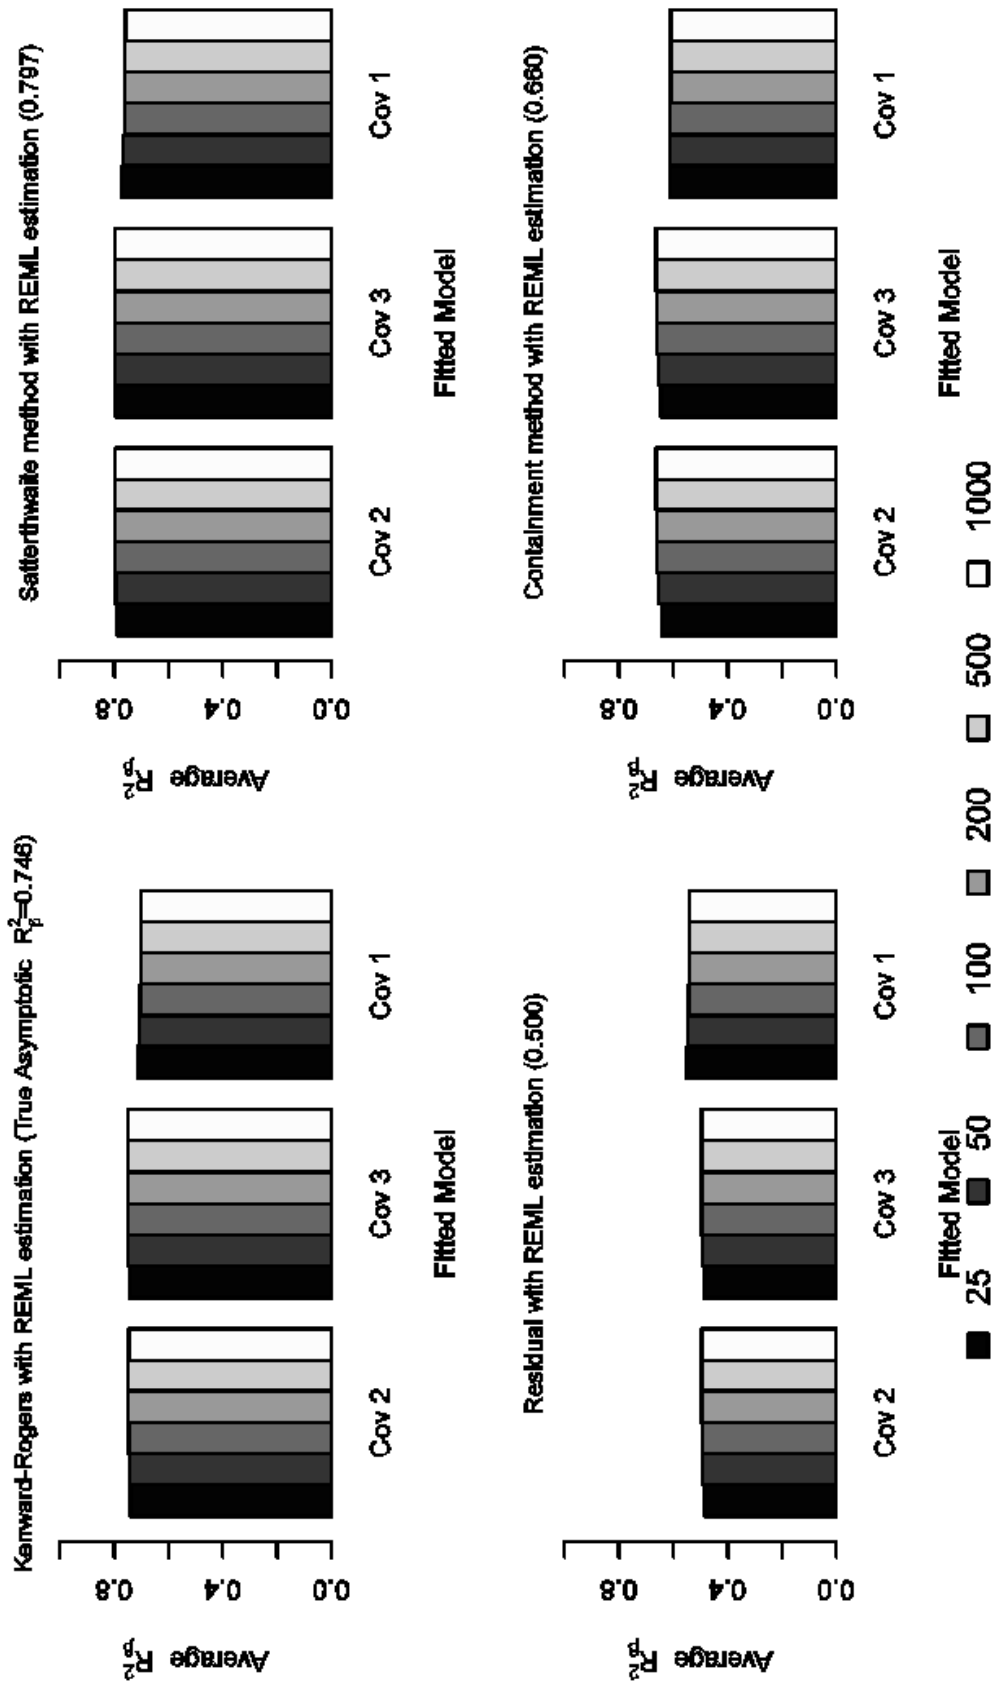 Kenward-Rogers with REML estimation (True Asymptotic R²β=0.746)
Average R²β
0.0 0.4 0.8
Cov 2 Cov 3 Cov 1
Fitted Model
Satterthwaite method with REML estimation (0.797)
Average R²β
0.0 0.4 0.8
Cov 2 Cov 3 Cov 1
Fitted Model
Residual with REML estimation (0.500)
Average R²β
0.0 0.4 0.8
Cov 2 Cov 3 Cov 1
Fitted Model
Containment method with REML estimation (0.660)
Average R²β
0.0 0.4 0.8
Cov 2 Cov 3 Cov 1
Fitted Model
25 50 100 200 500 1000